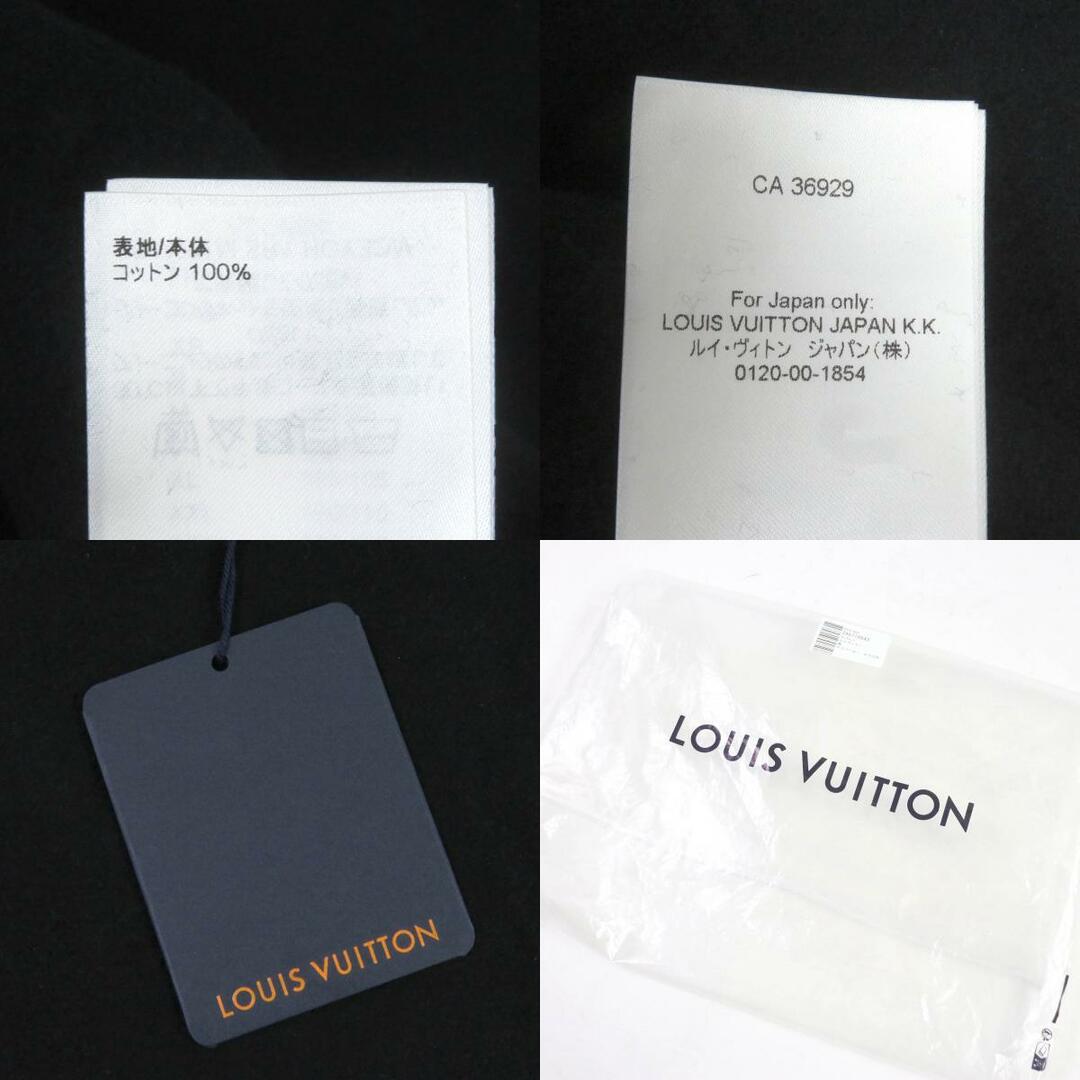 表地/本体
コットン 100%
CA 36929
For Japan only:
LOUIS VUITTON JAPAN K.K.
ルイ・ヴィトン ジャパン(株)
0120-00-1854
LOUIS VUITTON
LOUIS VUITTON